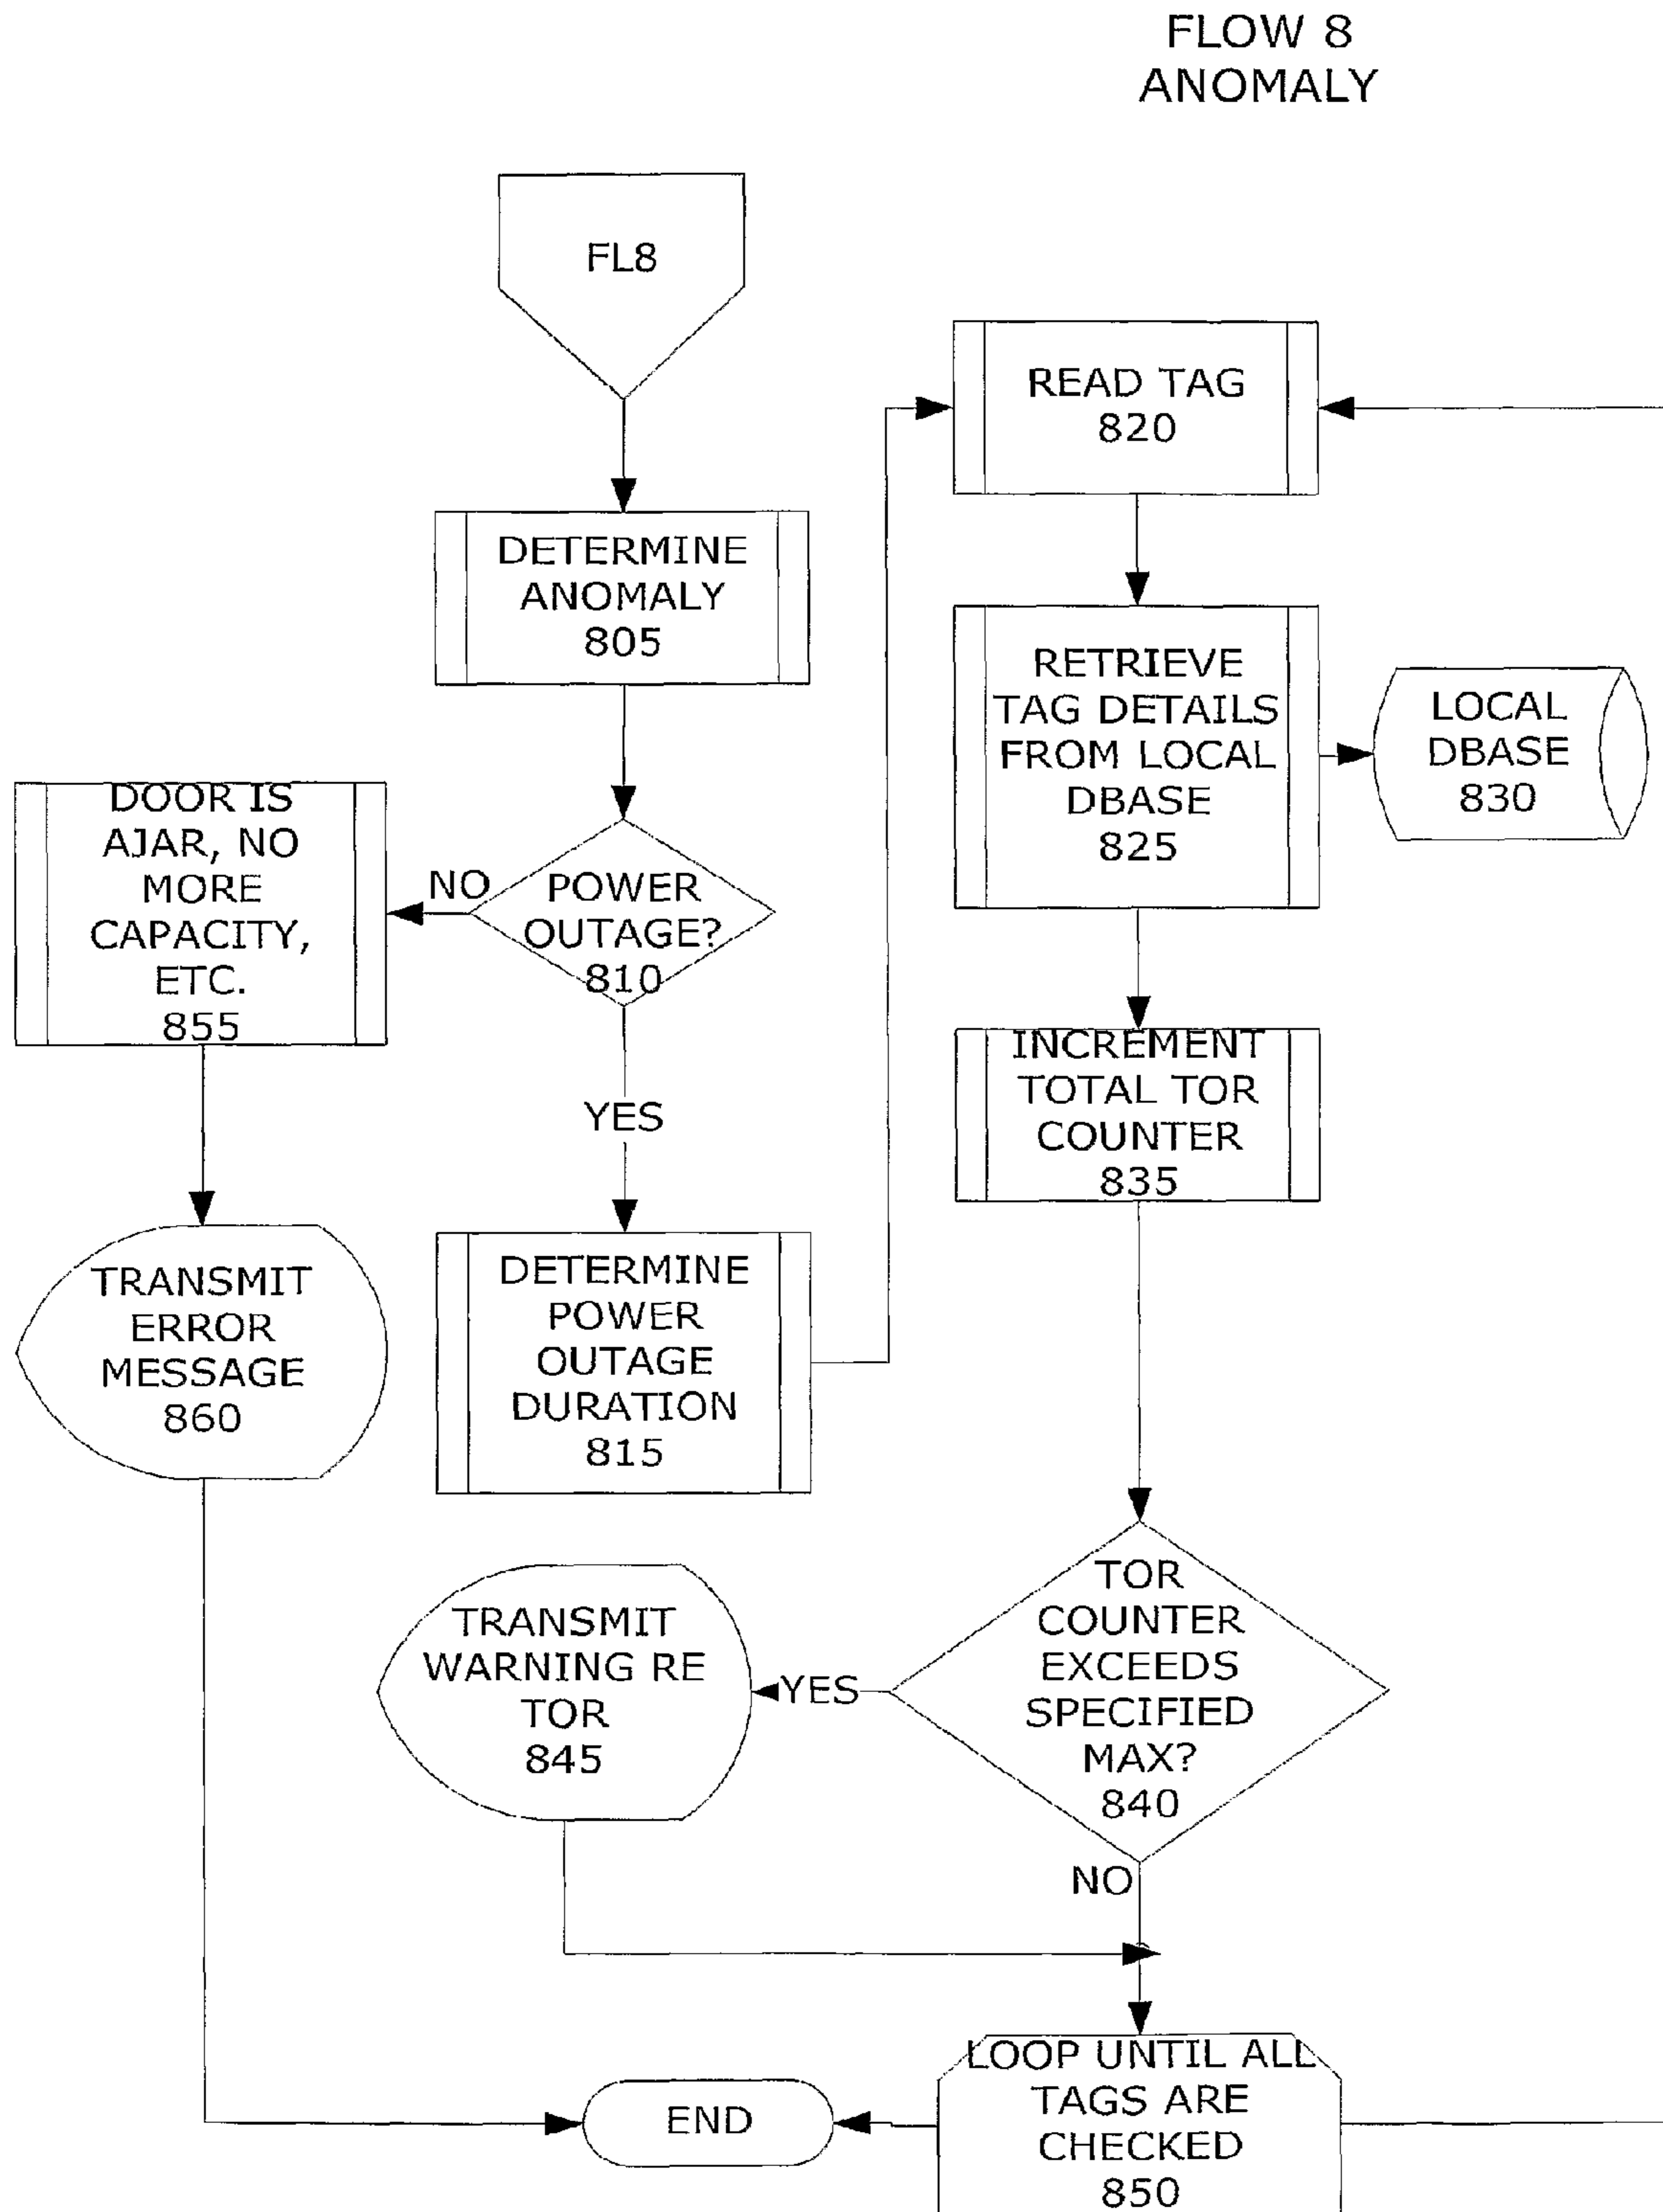 FLOW 8
ANOMALY
FL8
DETERMINE
ANOMALY
805
POWER
OUTAGE?
810
NO
YES
DOOR IS
AJAR, NO
MORE
CAPACITY,
ETC.
855
TRANSMIT
ERROR
MESSAGE
860
DETERMINE
POWER
OUTAGE
DURATION
815
READ TAG
820
RETRIEVE
TAG DETAILS
FROM LOCAL
DBASE
825
LOCAL
DBASE
830
INCREMENT
TOTAL TOR
COUNTER
835
TOR
COUNTER
EXCEEDS
SPECIFIED
MAX?
840
YES
NO
TRANSMIT
WARNING RE
TOR
845
LOOP UNTIL ALL
TAGS ARE
CHECKED
850
END